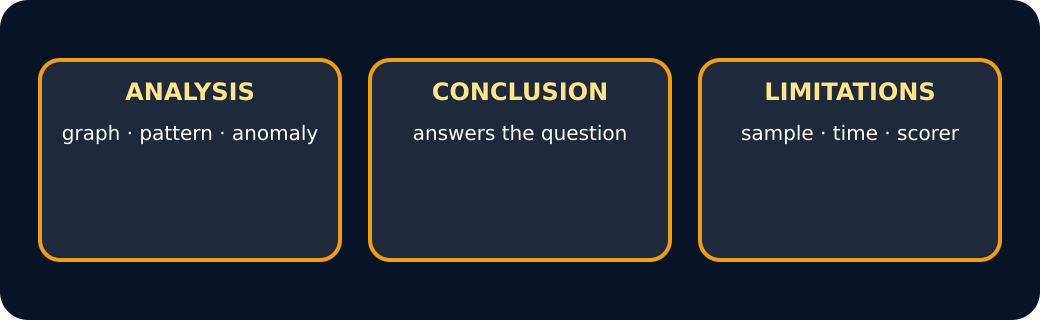 ANALYSIS
graph · pattern · anomaly
CONCLUSION
answers the question
LIMITATIONS
sample · time · scorer